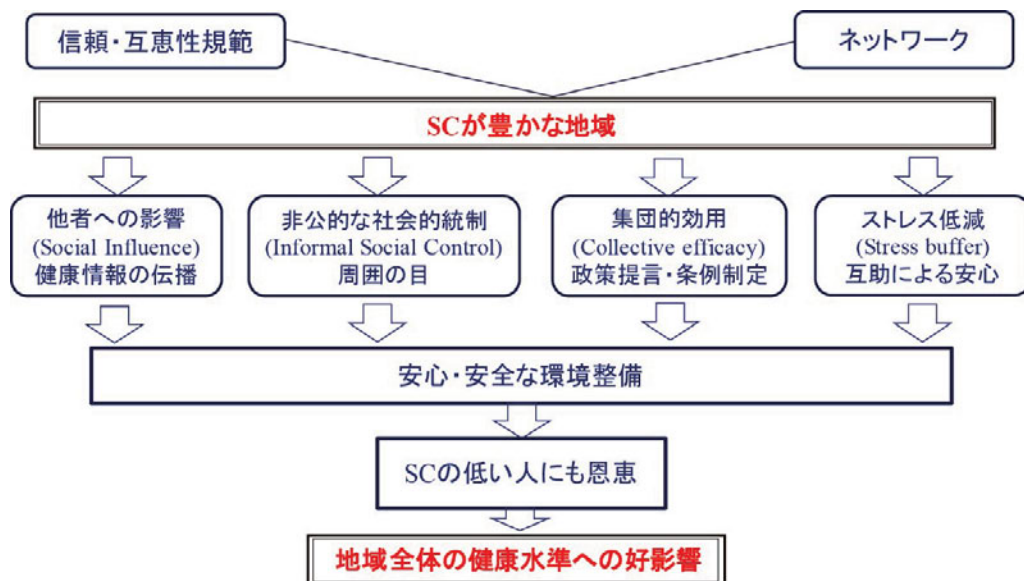 信頼・互恵性規範
ネットワーク
SCが豊かな地域
他者への影響
(Social Influence)
健康情報の伝播
非公的な社会的統制
(Informal Social Control)
周囲の目
集団的効用
(Collective efficacy)
政策提言・条例制定
ストレス低減
(Stress buffer)
互助による安心
安心・安全な環境整備
SCの低い人にも恩恵
地域全体の健康水準への好影響